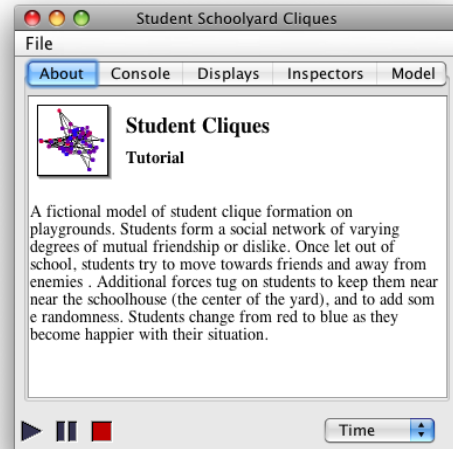 Student Schoolyard Cliques
File
About Console Displays Inspectors Model
Student Cliques
Tutorial
A fictional model of student clique formation on
playgrounds. Students form a social network of varying
degrees of mutual friendship or dislike. Once let out of
school, students try to move towards friends and away from
enemies . Additional forces tug on students to keep them near
near the schoolhouse (the center of the yard), and to add som
e randomness. Students change from red to blue as they
become happier with their situation.
Time